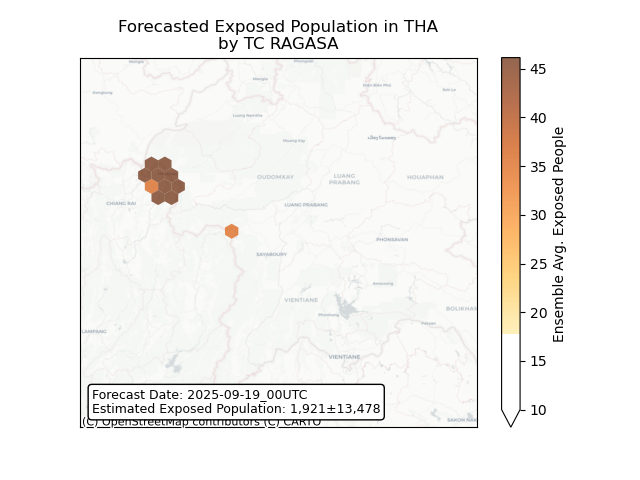 Forecasted Exposed Population in THA
by TC RAGASA
CHIANG RAI
OUDOMXAY
LUANG
PRABANG
HOUAPHAN
LUANG PRABANG
PHONSAVAN
SAYABOURY
VIENTIANE
BOLIKHAM
LAMPANG
VIENTIANE
Forecast Date: 2025-09-19_00UTC
Estimated Exposed Population: 1,921±13,478
(C) OpenStreetMap contributors (C) CARTO
45
40
35
30
25
20
15
10
Ensemble Avg. Exposed People